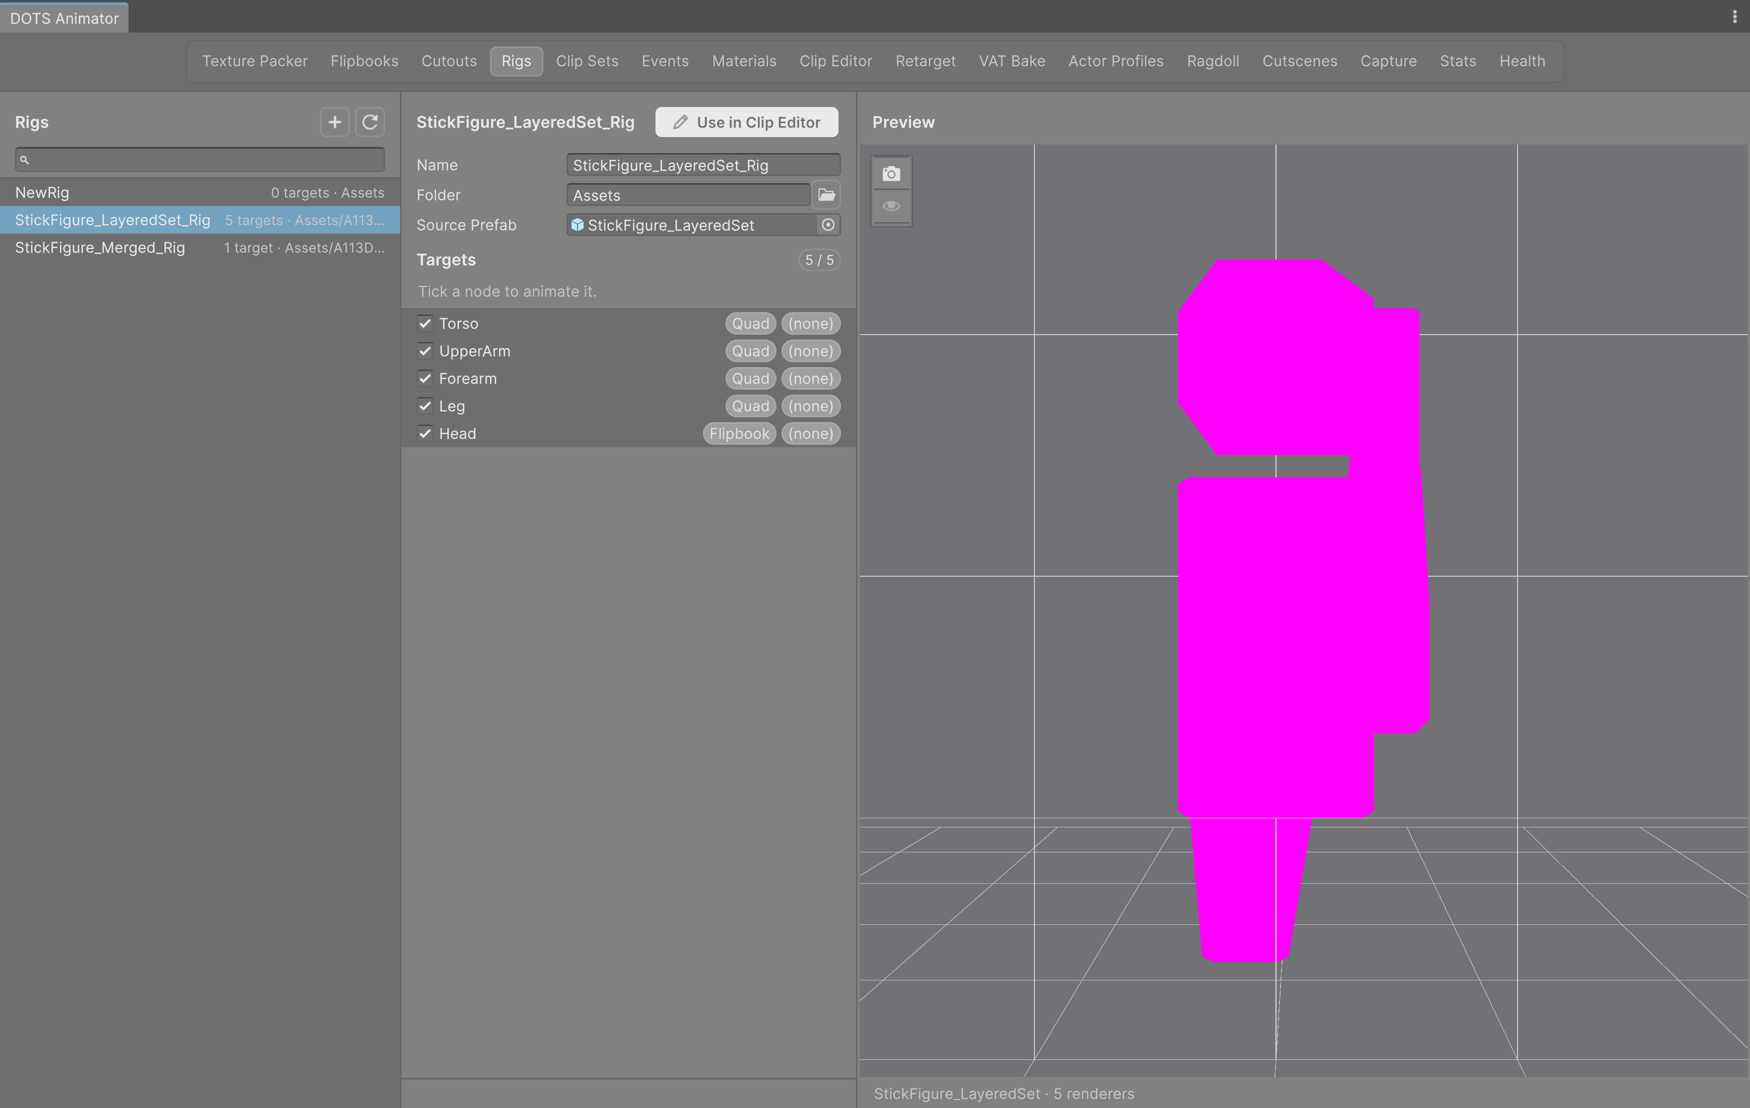 DOTS Animator
Texture Packer Flipbooks Cutouts Rigs Clip Sets Events Materials Clip Editor Retarget VAT Bake Actor Profiles Ragdoll Cutscenes Capture Stats Health
Rigs
NewRig 0 targets · Assets
StickFigure_LayeredSet_Rig 5 targets · Assets/A113...
StickFigure_Merged_Rig 1 target · Assets/A113D...
StickFigure_LayeredSet_Rig Use in Clip Editor
Name StickFigure_LayeredSet_Rig
Folder Assets
Source Prefab StickFigure_LayeredSet
Targets 5 / 5
Tick a node to animate it.
Torso Quad (none)
UpperArm Quad (none)
Forearm Quad (none)
Leg Quad (none)
Head Flipbook (none)
Preview
StickFigure_LayeredSet · 5 renderers